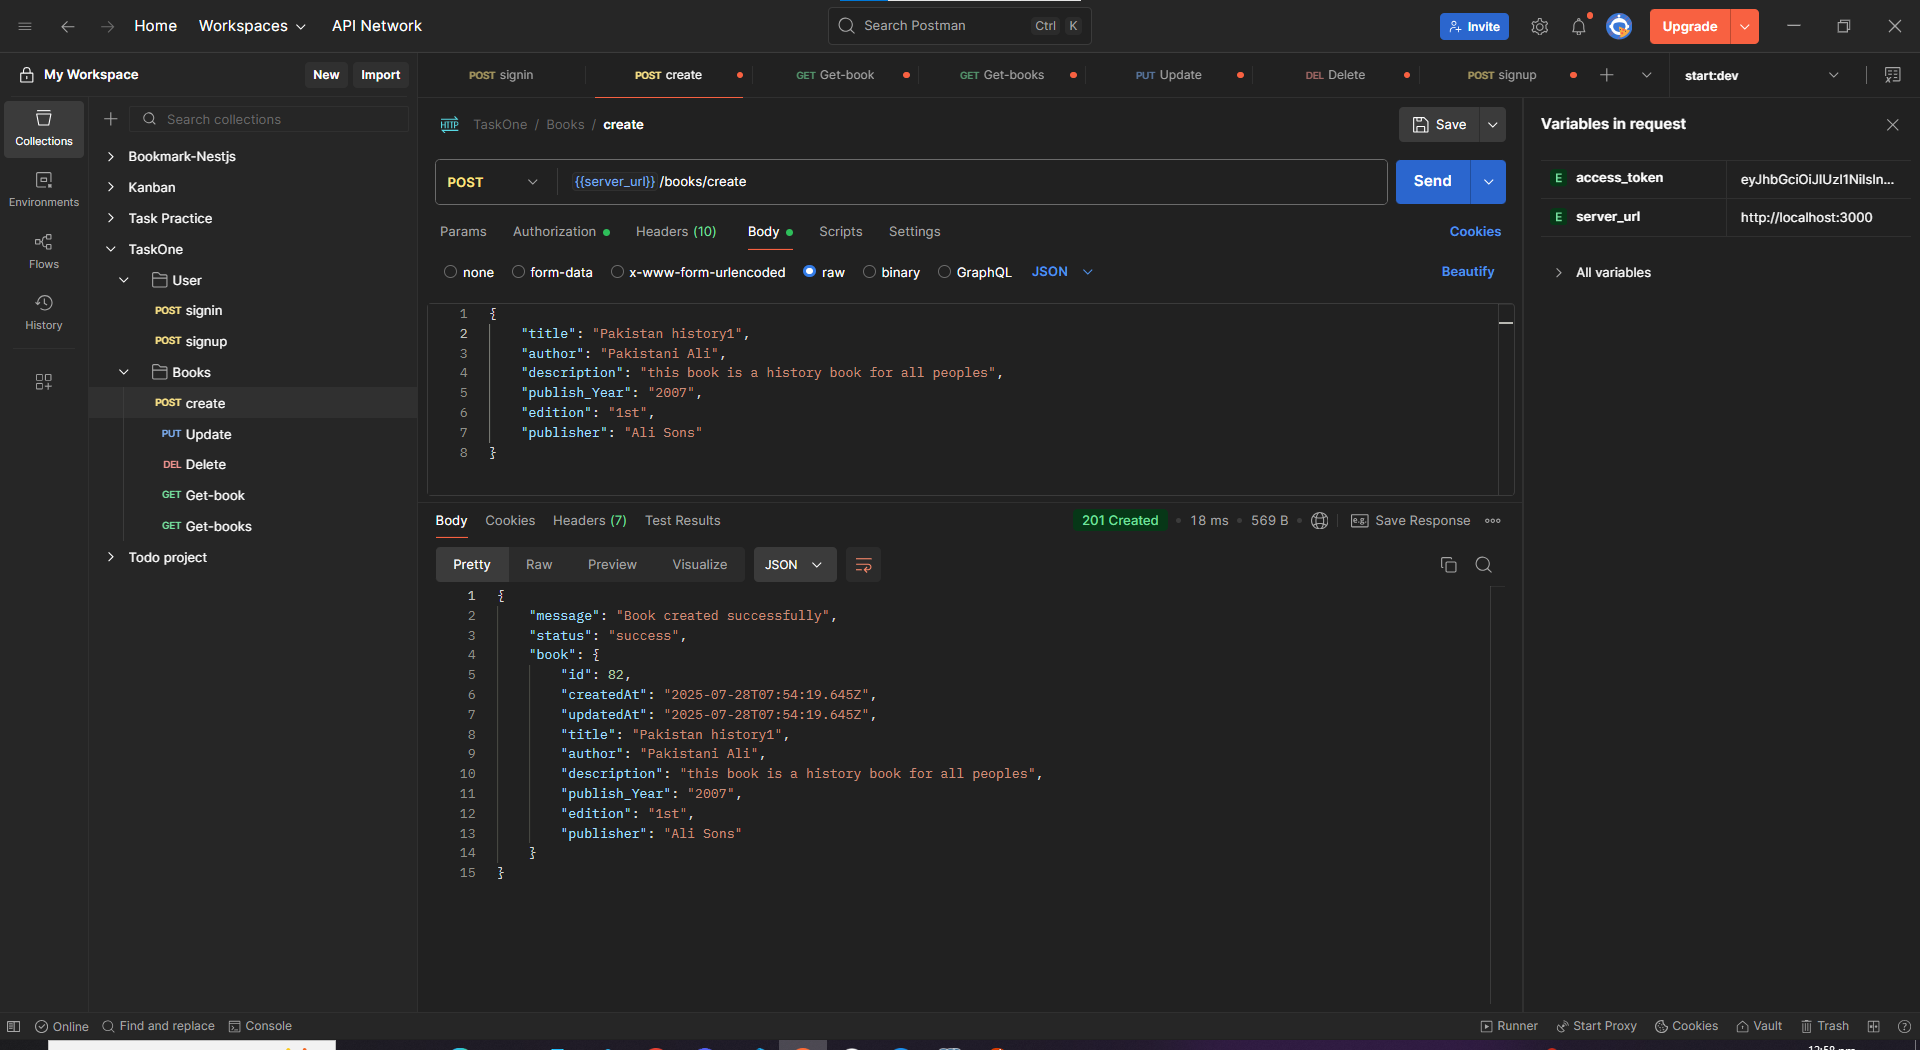 Home Workspaces API Network Search Postman Ctrl K Invite Upgrade
My Workspace New Import
POST signin POST create GET Get-book GET Get-books PUT Update DEL Delete POST signup start:dev
Collections
Environments
Flows
History
Search collections
Bookmark-Nestjs
Kanban
Task Practice
TaskOne
User
POST signin
POST signup
Books
POST create
PUT Update
DEL Delete
GET Get-book
GET Get-books
Todo project
HTTP TaskOne / Books / create Save
POST {{server_url}} /books/create Send
Params Authorization Headers (10) Body Scripts Settings Cookies
none form-data x-www-form-urlencoded raw binary GraphQL JSON Beautify
1 {
2 "title": "Pakistan history1",
3 "author": "Pakistani Ali",
4 "description": "this book is a history book for all peoples",
5 "publish_Year": "2007",
6 "edition": "1st",
7 "publisher": "Ali Sons"
8 }
Body Cookies Headers (7) Test Results 201 Created 18 ms 569 B e.g. Save Response
Pretty Raw Preview Visualize JSON
1 {
2 "message": "Book created successfully",
3 "status": "success",
4 "book": {
5 "id": 82,
6 "createdAt": "2025-07-28T07:54:19.645Z",
7 "updatedAt": "2025-07-28T07:54:19.645Z",
8 "title": "Pakistan history1",
9 "author": "Pakistani Ali",
10 "description": "this book is a history book for all peoples",
11 "publish_Year": "2007",
12 "edition": "1st",
13 "publisher": "Ali Sons"
14 }
15 }
Variables in request
E access_token eyJhbGciOiJIUzI1NiIsIn...
E server_url http://localhost:3000
All variables
Online Find and replace Console Runner Start Proxy Cookies Vault Trash